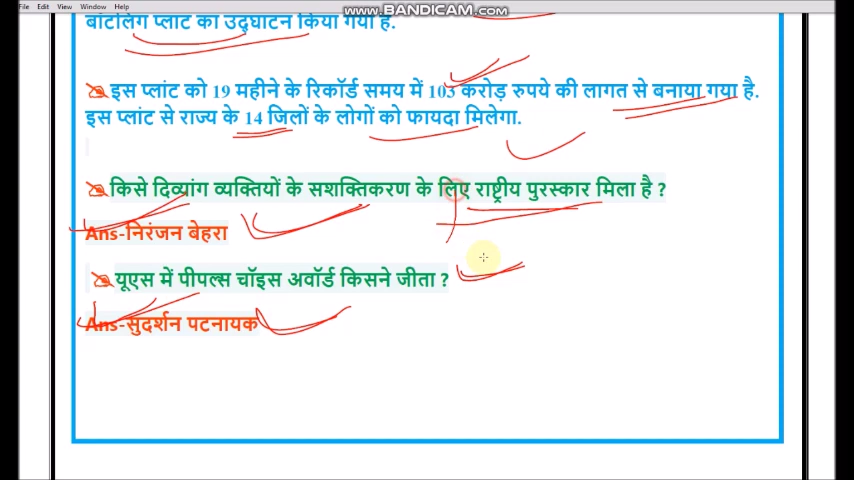 File Edit View Window Help
www.BANDICAM.com
बॉटलिंग प्लांट का उद्घाटन किया गया है.
इस प्लांट को 19 महीने के रिकॉर्ड समय में 103 करोड़ रुपये की लागत से बनाया गया है.
इस प्लांट से राज्य के 14 जिलों के लोगों को फायदा मिलेगा.
किसे दिव्यांग व्यक्तियों के सशक्तिकरण के लिए राष्ट्रीय पुरस्कार मिला है ?
Ans-निरंजन बेहरा
यूएस में पीपल्स चॉइस अवॉर्ड किसने जीता ?
Ans-सुदर्शन पटनायक